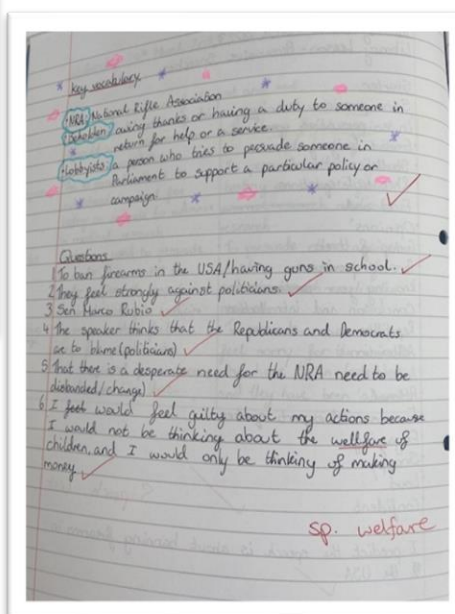 key vocabulary.
• NRA: National Rifle Association
• Beholden owing thanks or having a duty to someone in
return for help or a service.
• Lobbyists a person who tries to persuade someone in
Parliament to support a particular policy or
campaign
Questions
1 To ban firearms in the USA/having guns in school.
2 They feel strongly against politicians.
3 Sen Marco Rubio
4 The speaker thinks that the Republicans and Democrats
are to blame (politicians)
5 That there is a desperate need for the NRA need to be
disbanded/change)
6 I feel would feel guilty about my actions because
I would not be thinking about the wellfare of
children, and I would only be thinking of making
money
sp. welfare